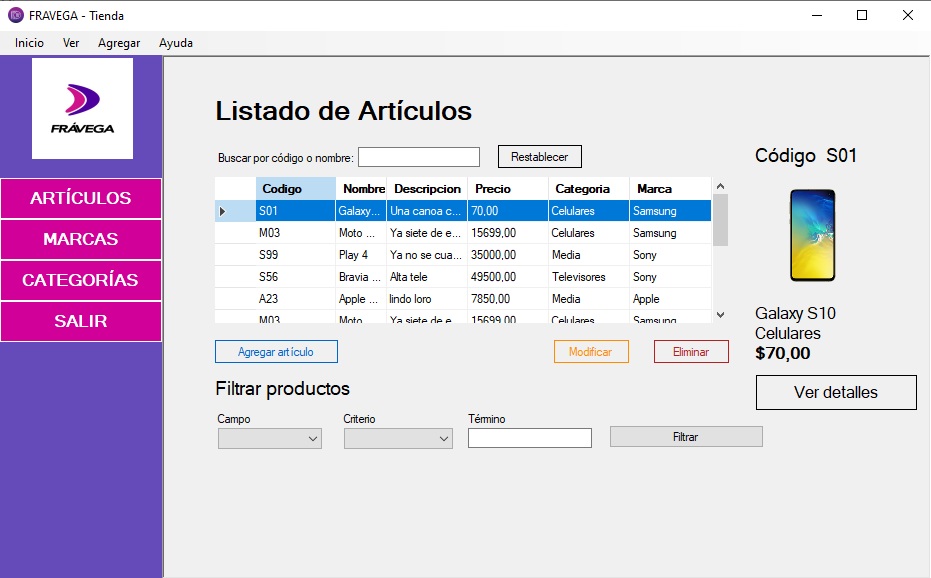 FRAVEGA - Tienda
Inicio Ver Agregar Ayuda
FRÁVEGA
ARTÍCULOS
MARCAS
CATEGORÍAS
SALIR
Listado de Artículos
Buscar por código o nombre: Restablecer
Codigo Nombre Descripcion Precio Categoria Marca
S01 Galaxy... Una canoa c... 70,00 Celulares Samsung
M03 Moto ... Ya siete de e... 15699,00 Celulares Samsung
S99 Play 4 Ya no se cua... 35000,00 Media Sony
S56 Bravia ... Alta tele 49500,00 Televisores Sony
A23 Apple ... lindo loro 7850,00 Media Apple
M03 Moto ... Ya siete de e... 15699,00 Celulares Samsung
Agregar artículo Modificar Eliminar
Filtrar productos
Campo Criterio Término
Filtrar
Código S01
Galaxy S10
Celulares
$70,00
Ver detalles